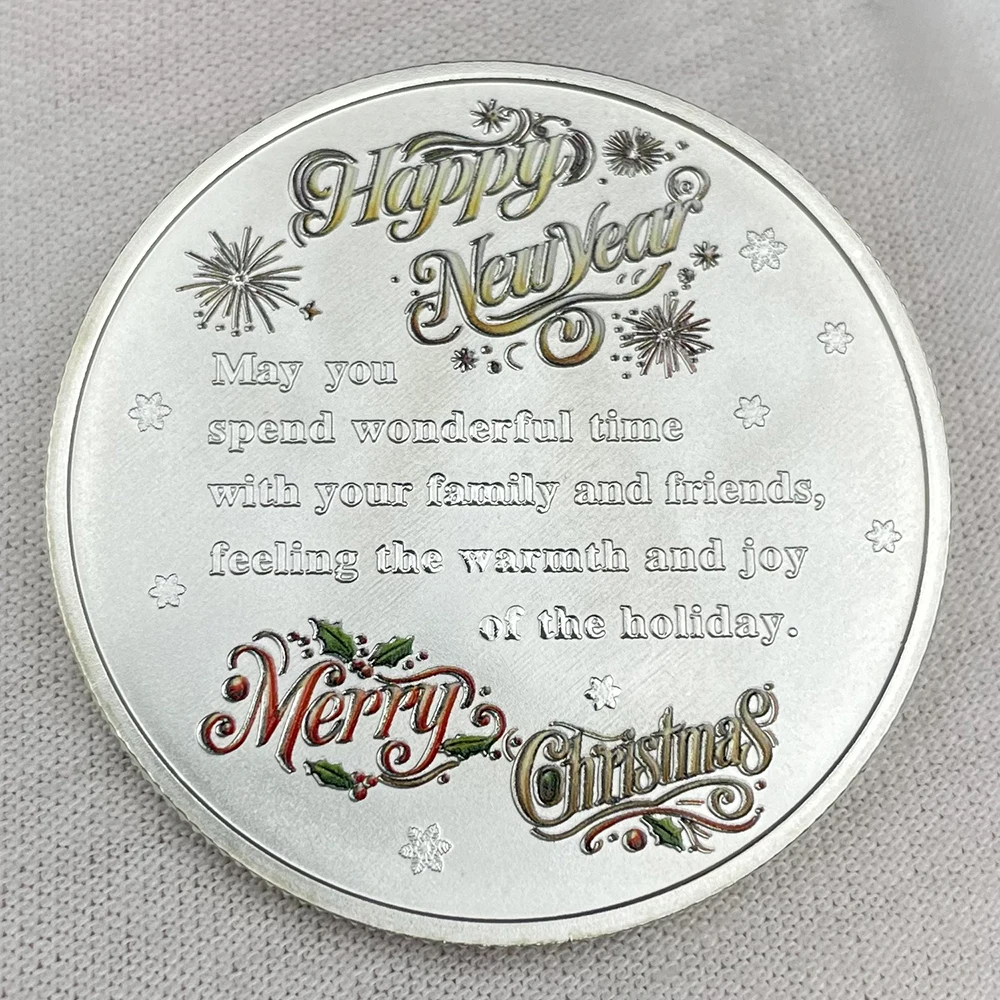 Happy
New Year
May you
spend wonderful time
with your family and friends,
feeling the warmth and joy
of the holiday.
Merry
Christmas